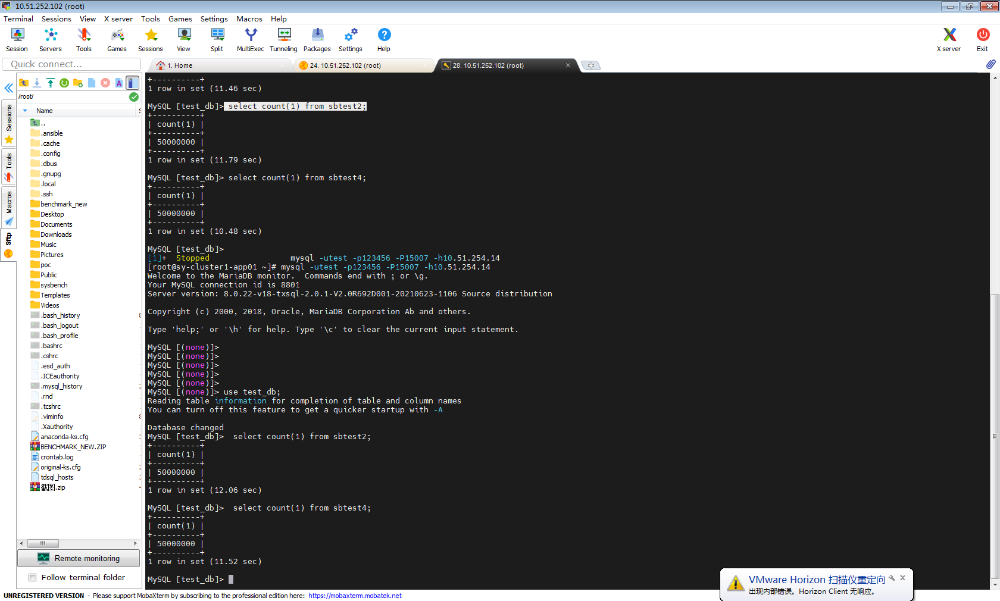 10.51.252.102 (root)
Terminal Sessions View X server Tools Games Settings Macros Help
Session Servers Tools Games Sessions View Split MultiExec Tunneling Packages Settings Help X server Exit
Quick connect...
1. Home
24. 10.51.252.102 (root)
28. 10.51.252.102 (root)
Sessions
Tools
Macros
Sftp
/root/
Name
..
.ansible
.cache
.config
.dbus
.gnupg
.local
.ssh
benchmark_new
Desktop
Documents
Downloads
Music
Pictures
poc
Public
sysbench
Templates
Videos
.bash_history
.bash_logout
.bash_profile
.bashrc
.cshrc
.esd_auth
.ICEauthority
.mysql_history
.rnd
.tcshrc
.viminfo
.Xauthority
anaconda-ks.cfg
BENCHMARK_NEW.ZIP
crontab.log
original-ks.cfg
tdsql_hosts
截图.zip
Remote monitoring
Follow terminal folder
+----------+
1 row in set (11.46 sec)
MySQL [test_db]> select count(1) from sbtest2;
+----------+
| count(1) |
+----------+
| 50000000 |
+----------+
1 row in set (11.79 sec)
MySQL [test_db]> select count(1) from sbtest4;
+----------+
| count(1) |
+----------+
| 50000000 |
+----------+
1 row in set (10.48 sec)
MySQL [test_db]>
[1]+  Stopped                 mysql -utest -p123456 -P15007 -h10.51.254.14
[root@sy-cluster1-app01 ~]# mysql -utest -p123456 -P15007 -h10.51.254.14
Welcome to the MariaDB monitor.  Commands end with ; or \g.
Your MySQL connection id is 8801
Server version: 8.0.22-v18-txsql-2.0.1-V2.0R692D001-20210623-1106 Source distribution
Copyright (c) 2000, 2018, Oracle, MariaDB Corporation Ab and others.
Type 'help;' or '\h' for help. Type '\c' to clear the current input statement.
MySQL [(none)]>
MySQL [(none)]>
MySQL [(none)]>
MySQL [(none)]>
MySQL [(none)]>
MySQL [(none)]> use test_db;
Reading table information for completion of table and column names
You can turn off this feature to get a quicker startup with -A
Database changed
MySQL [test_db]>  select count(1) from sbtest2;
+----------+
| count(1) |
+----------+
| 50000000 |
+----------+
1 row in set (12.06 sec)
MySQL [test_db]>  select count(1) from sbtest4;
+----------+
| count(1) |
+----------+
| 50000000 |
+----------+
1 row in set (11.52 sec)
MySQL [test_db]>
VMware Horizon 扫描仪重定向
出现内部错误。Horizon Client 无响应。
UNREGISTERED VERSION - Please support MobaXterm by subscribing to the professional edition here: https://mobaxterm.mobatek.net